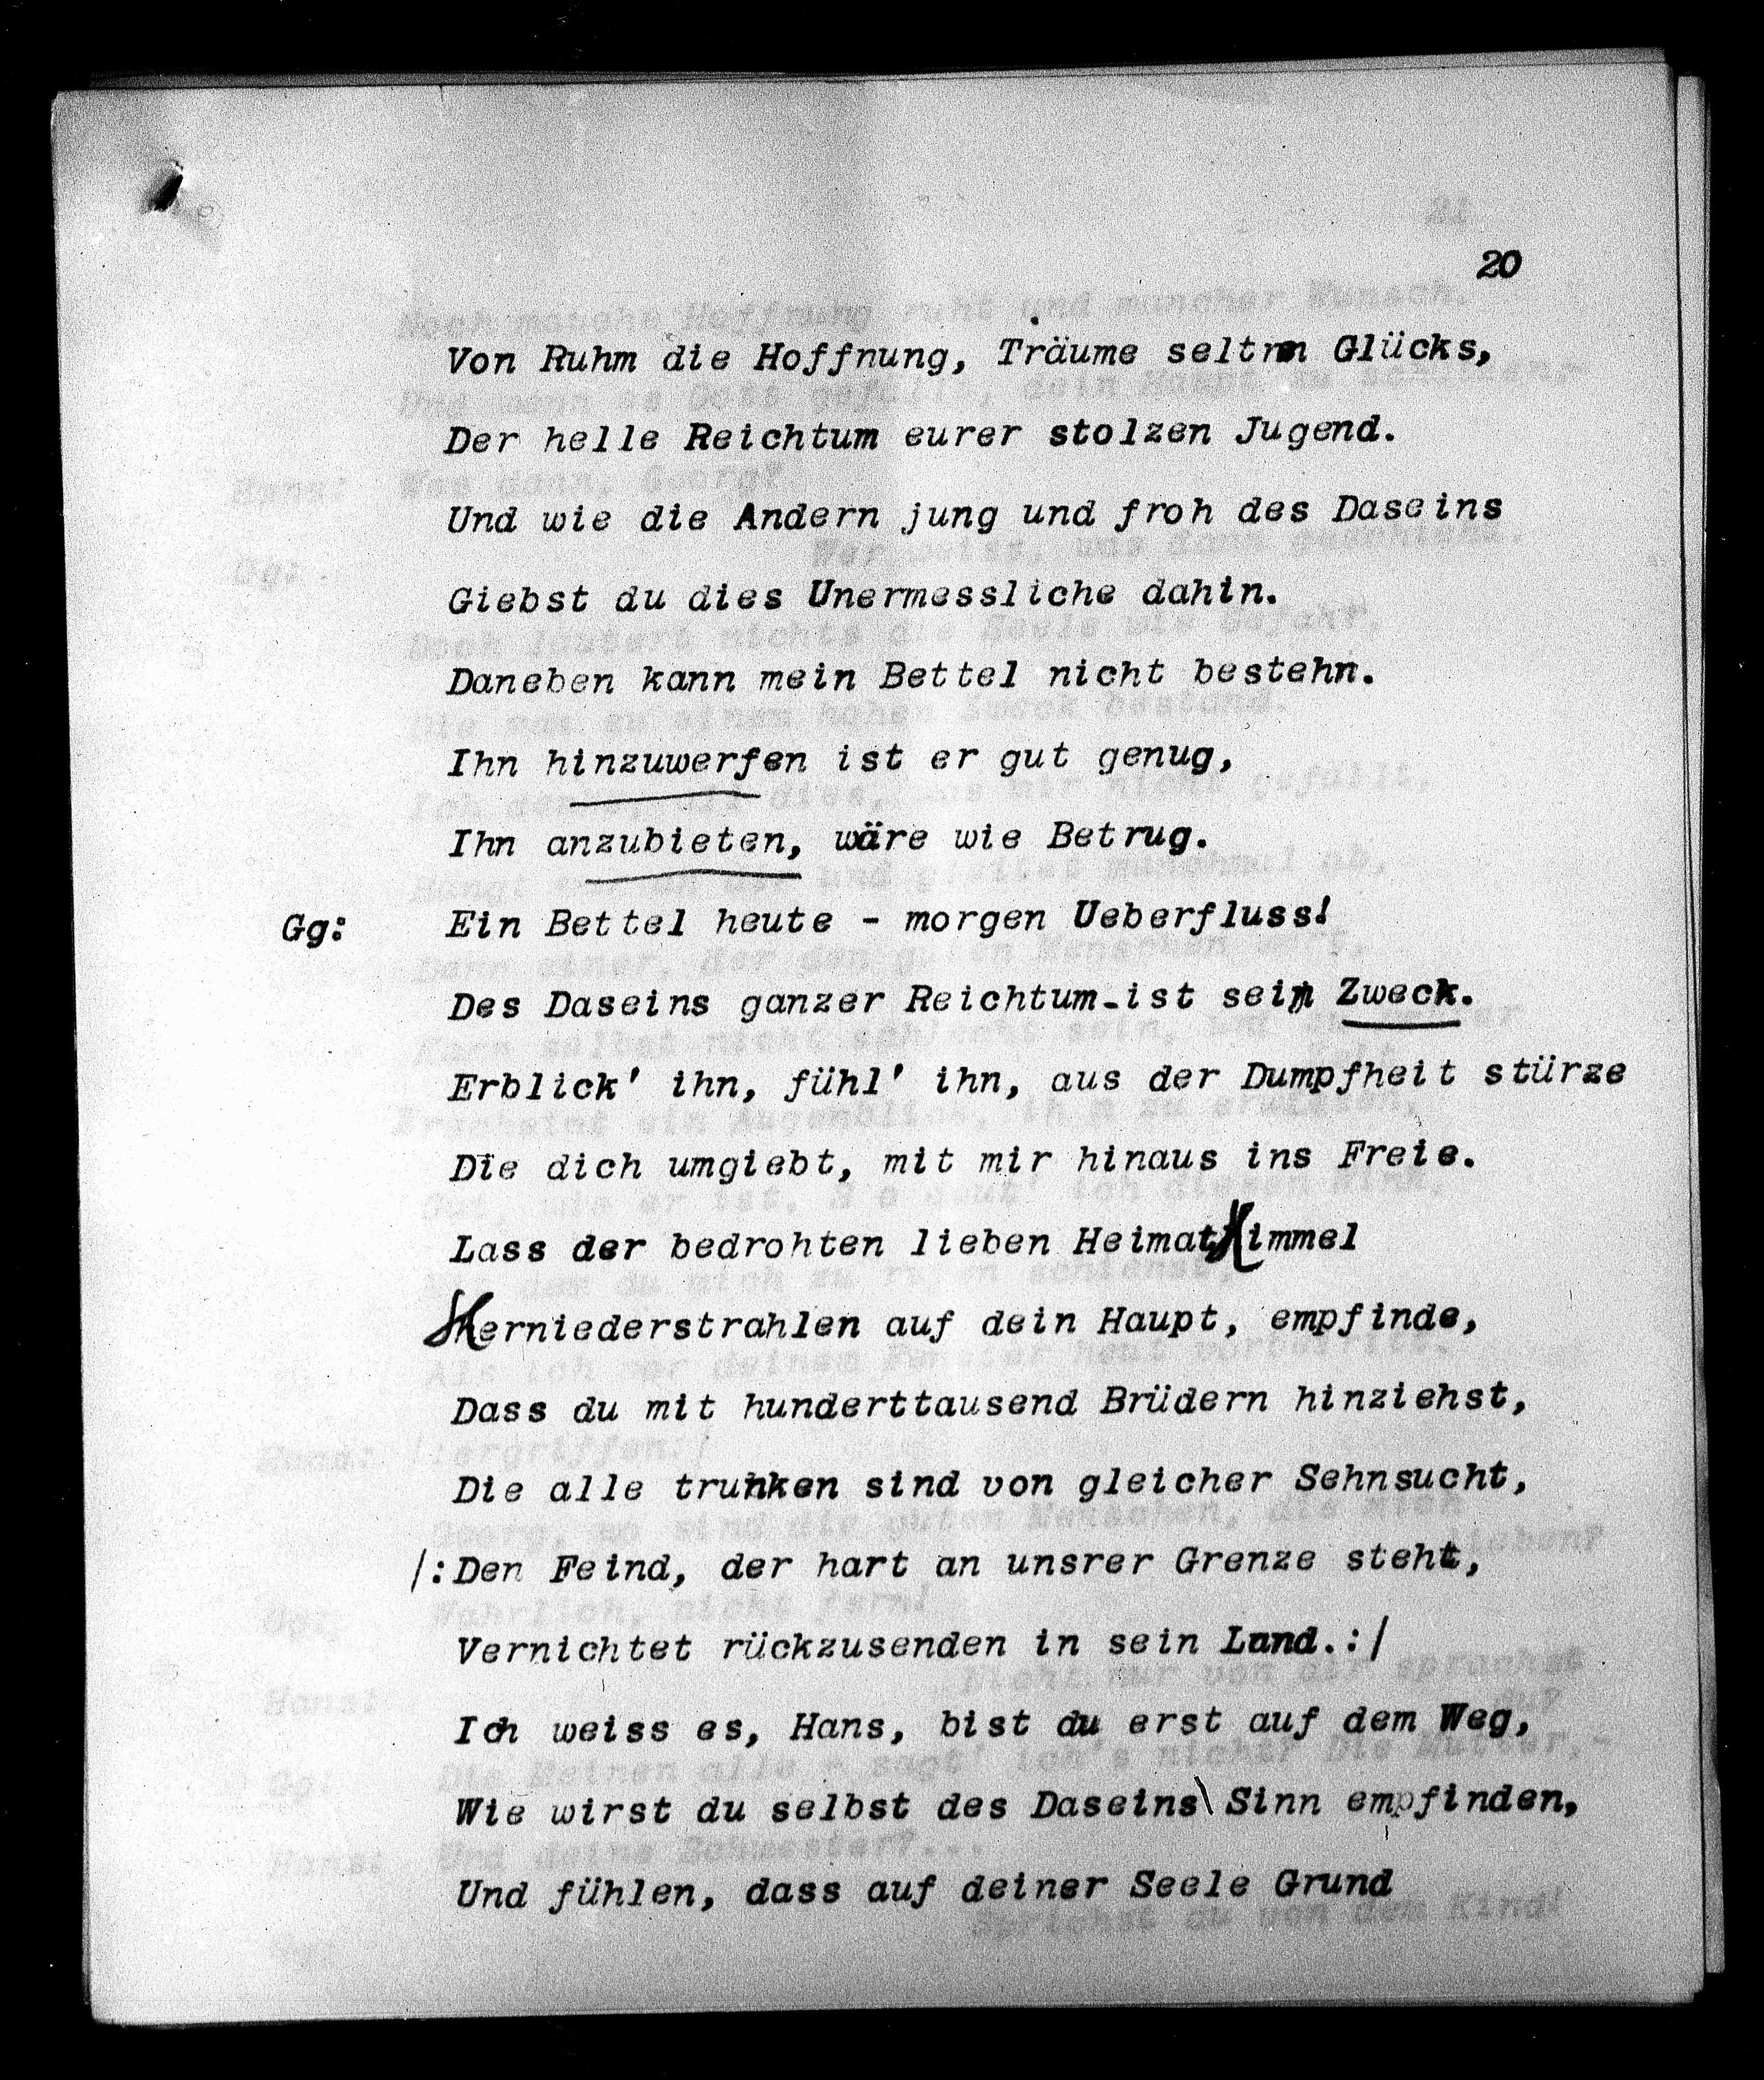 20
Von Ruhm die Hoffnung, Träume seltnen Glücks,
Der helle Reichtum eurer stolzen Jugend.
Und wie die Andern jung und froh des Daseins
Giebst du dies Unermessliche dahin.
Daneben kann mein Bettel nicht bestehn.
Ihn hinzuwerfen ist er gut genug,
Ihn anzubieten, wäre wie Betrug.
Gg: Ein Bettel heute - morgen Ueberfluss!
Des Daseins ganzer Reichtum-ist sein Zweck.
Erblick' ihn, fühl' ihn, aus der Dumpfheit stürze
Die dich umgiebt, mit mir hinaus ins Freie.
Lass der bedrohten lieben Heimat Himmel
Herniederstrahlen auf dein Haupt, empfinde,
Dass du mit hunderttausend Brüdern hinziehst,
Die alle trunken sind von gleicher Sehnsucht,
/:Den Feind, der hart an unsrer Grenze steht,
Vernichtet rückzusenden in sein Land.:/
Ich weiss es, Hans, bist du erst auf dem Weg,
Wie wirst du selbst des Daseins Sinn empfinden,
Und fühlen, dass auf deiner Seele Grund